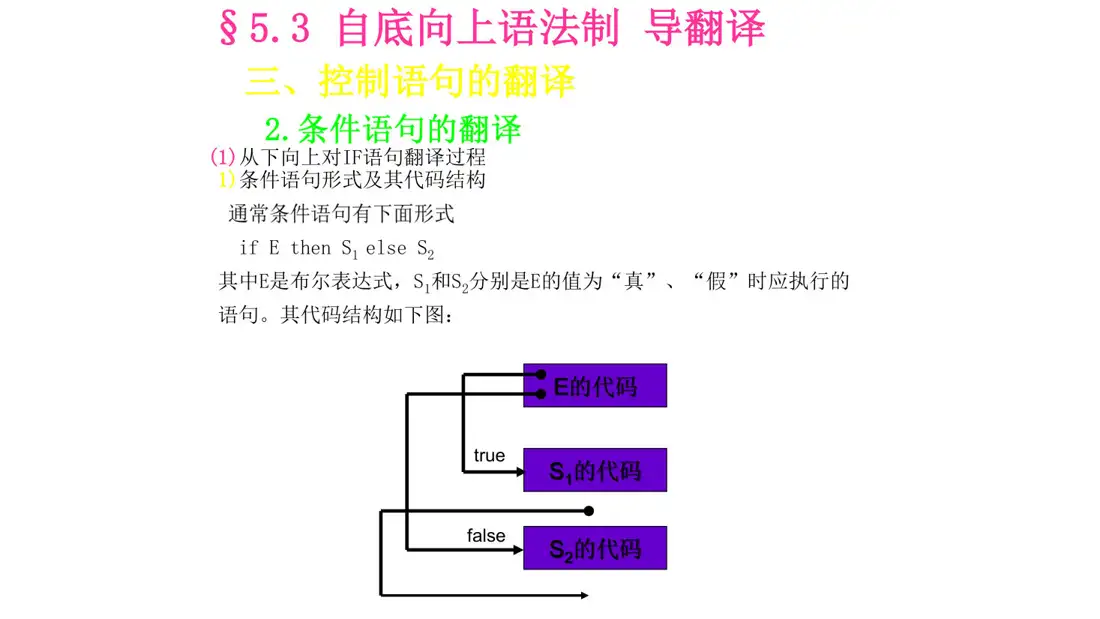 §5.3 自底向上语法制 导翻译
三、控制语句的翻译
2.条件语句的翻译
(1)从下向上对IF语句翻译过程
1)条件语句形式及其代码结构
通常条件语句有下面形式
if E then S₁ else S₂
其中E是布尔表达式，S₁和S₂分别是E的值为“真”、“假”时应执行的
语句。其代码结构如下图：
E的代码
true
S₁的代码
false
S₂的代码